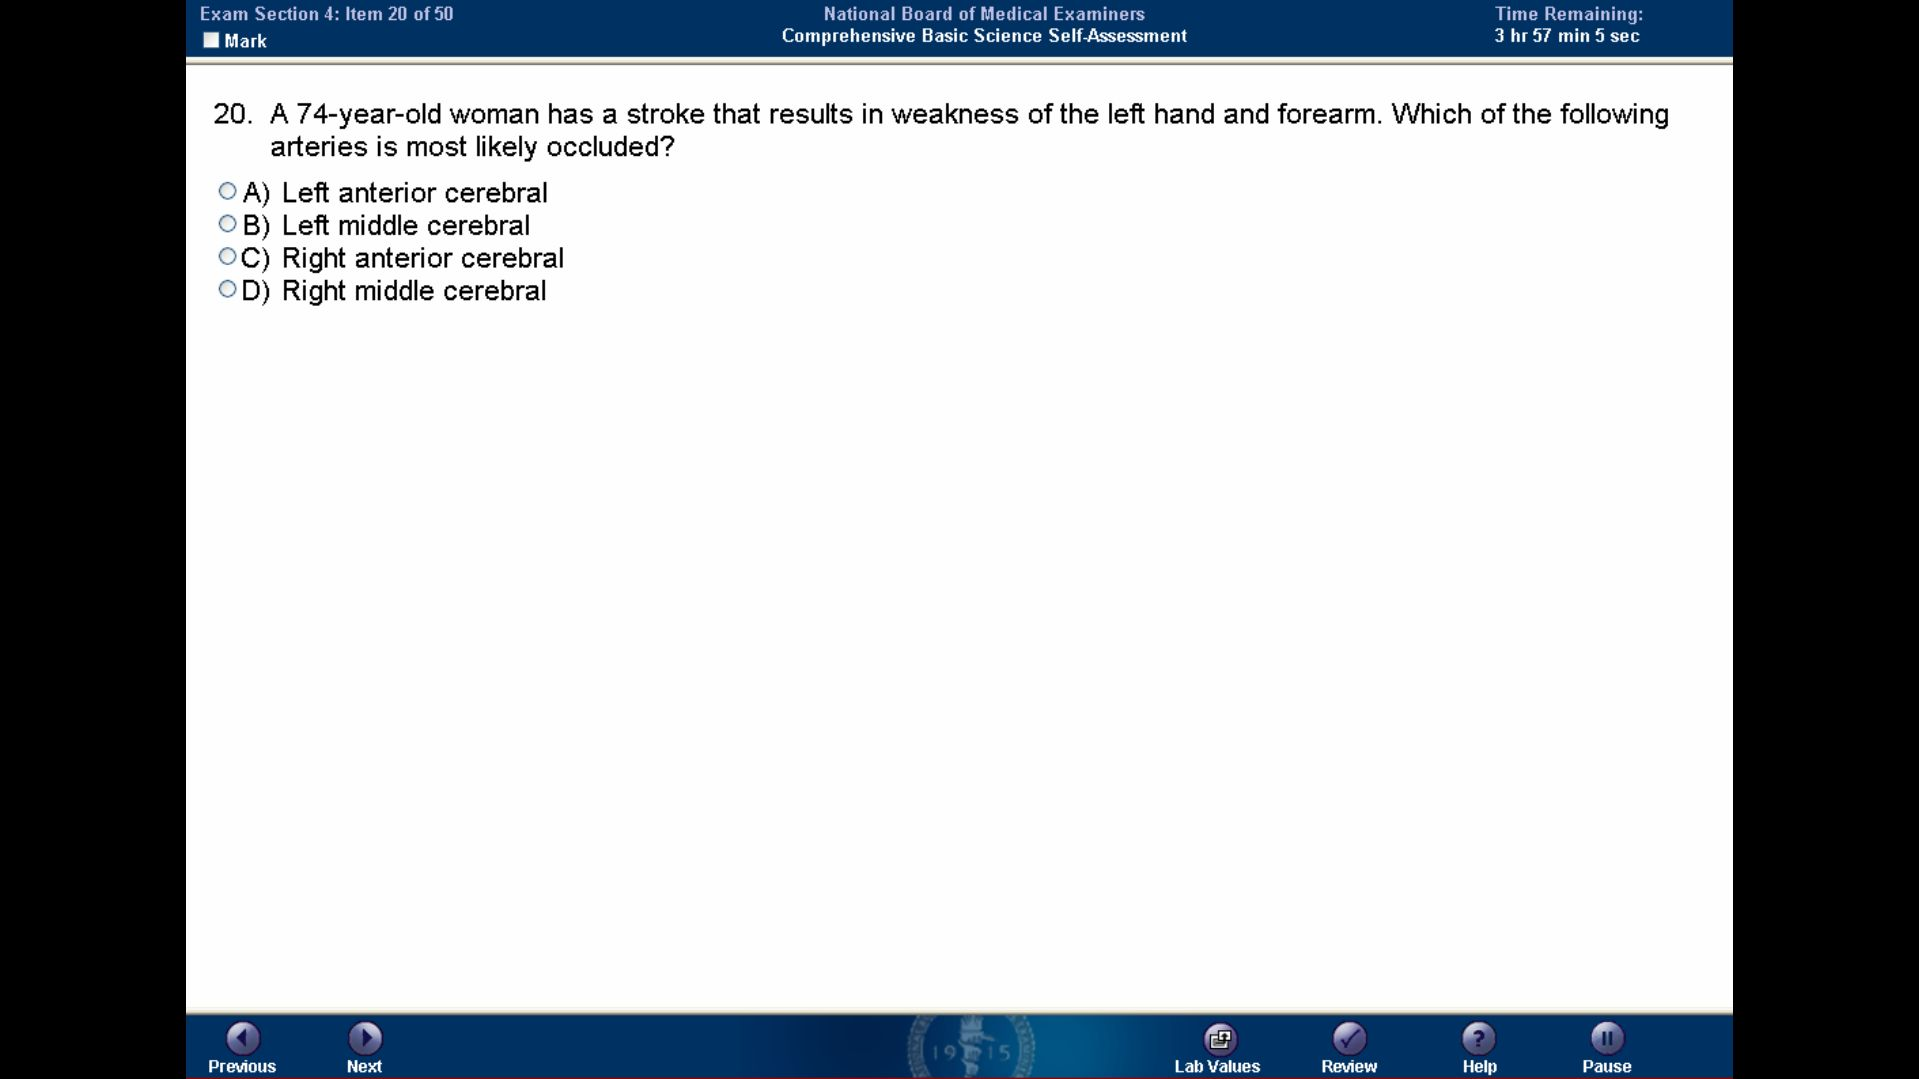 Exam Section 4: Item 20 of 50
Mark
National Board of Medical Examiners
Comprehensive Basic Science Self-Assessment
Time Remaining:
3 hr 57 min 5 sec
20. A 74-year-old woman has a stroke that results in weakness of the left hand and forearm. Which of the following
arteries is most likely occluded?
A) Left anterior cerebral
B) Left middle cerebral
C) Right anterior cerebral
D) Right middle cerebral
Previous
Next
1915
Lab Values
Review
Help
Pause